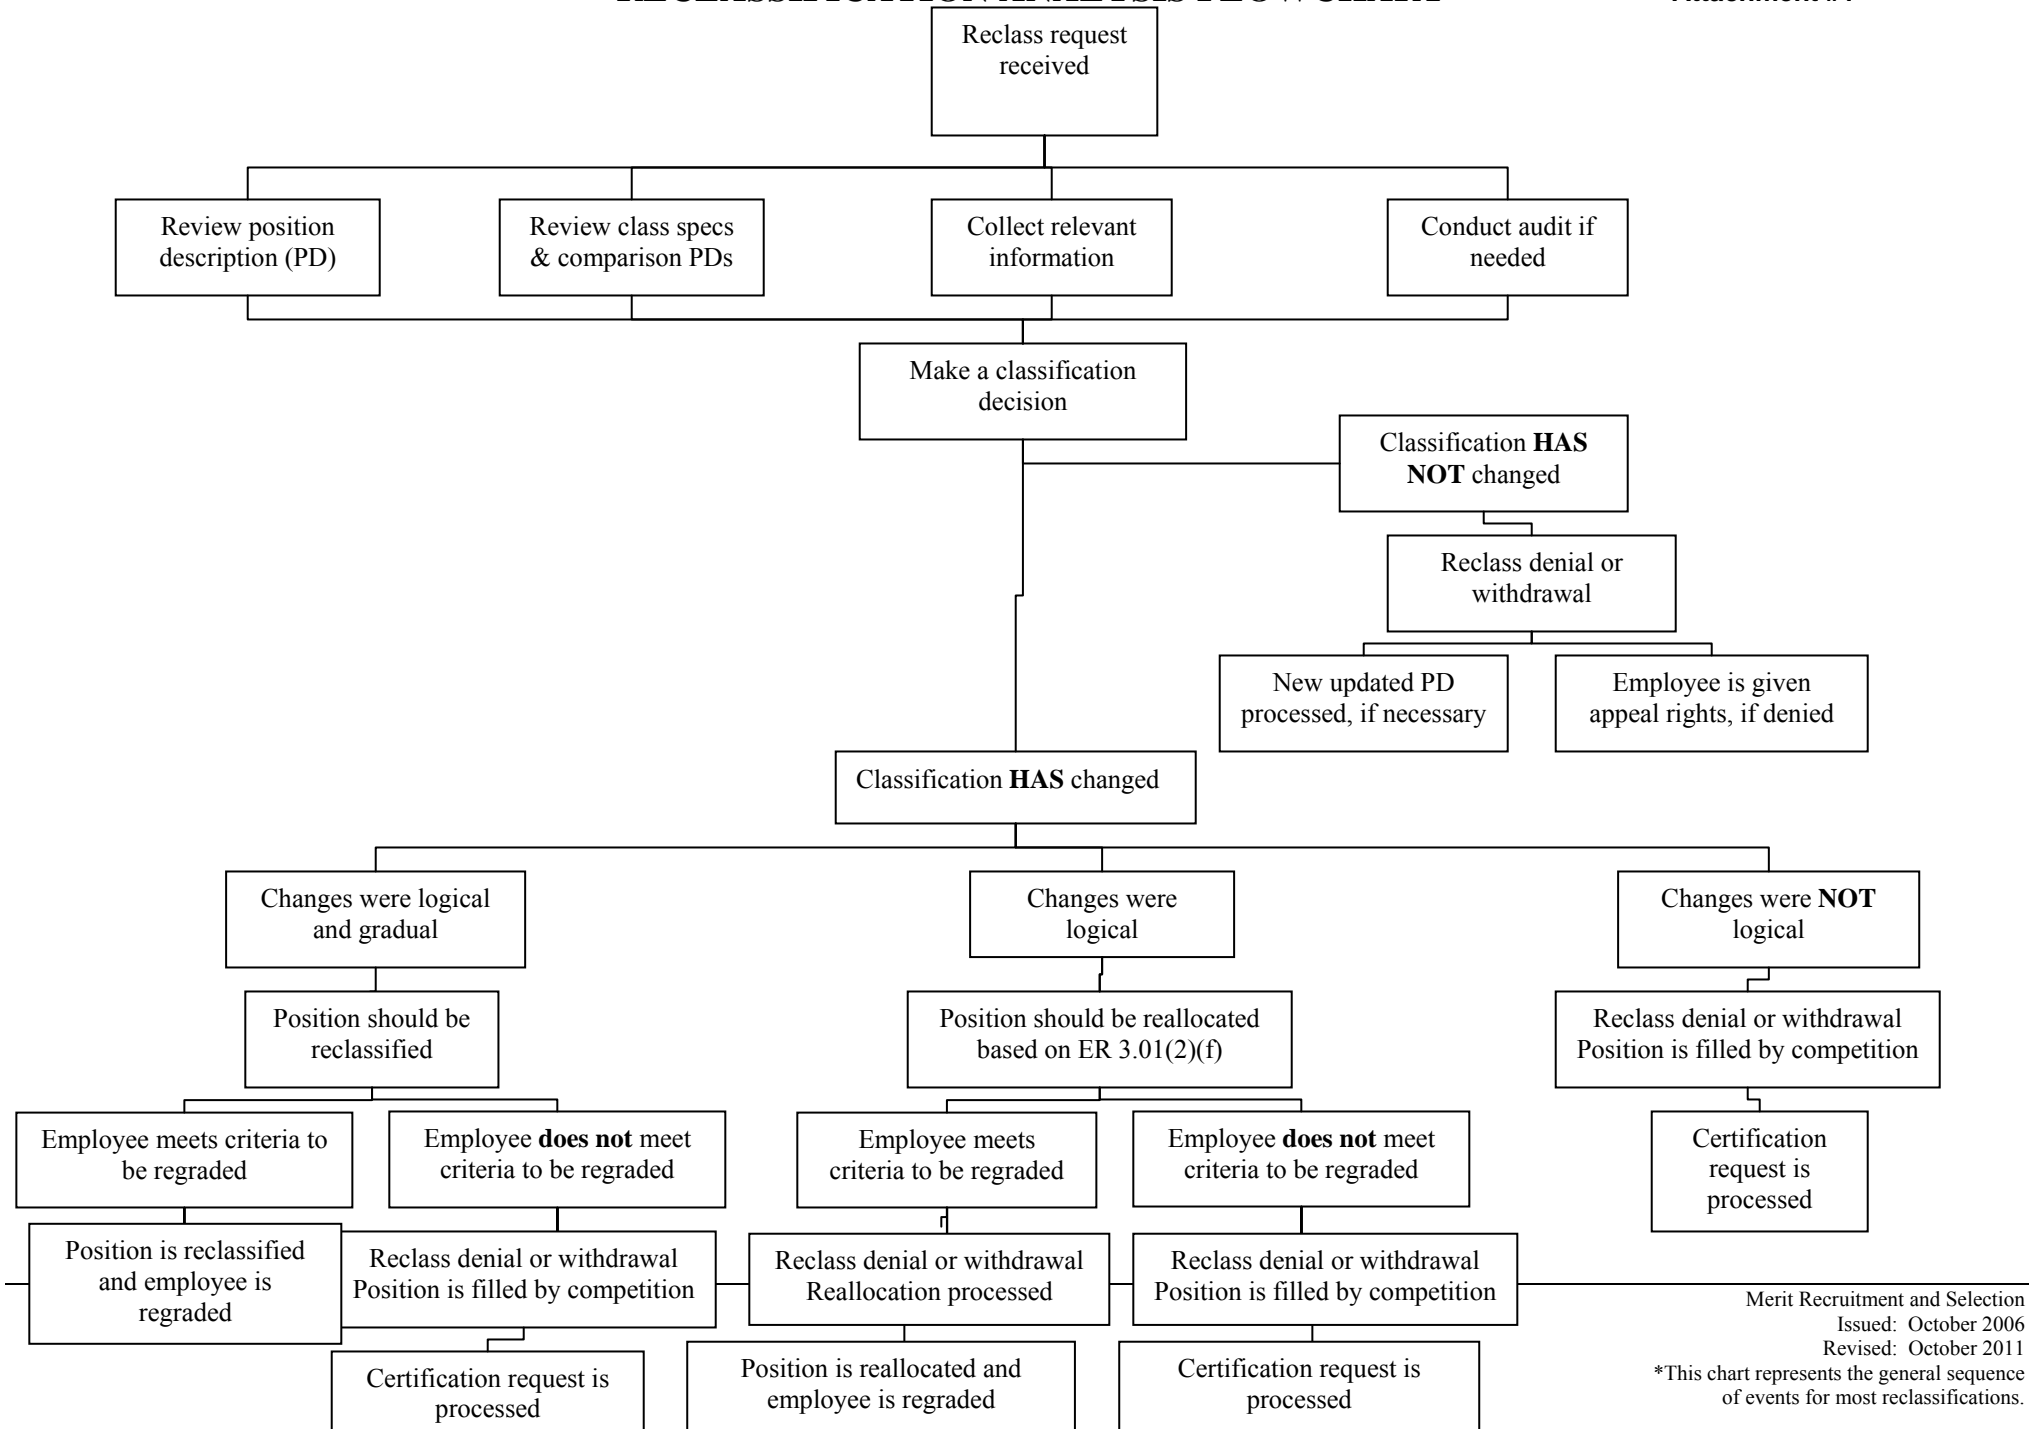 Reclass request
received
Review position
description (PD)
Review class specs
& comparison PDs
Collect relevant
information
Conduct audit if
needed
Make a classification
decision
Classification HAS
NOT changed
Reclass denial or
withdrawal
New updated PD
processed, if necessary
Employee is given
appeal rights, if denied
Classification HAS changed
Changes were logical
and gradual
Changes were
logical
Changes were NOT
logical
Position should be
reclassified
Position should be reallocated
based on ER 3.01(2)(f)
Reclass denial or withdrawal
Position is filled by competition
Employee meets criteria to
be regraded
Employee does not meet
criteria to be regraded
Employee meets
criteria to be regraded
Employee does not meet
criteria to be regraded
Certification
request is
processed
Position is reclassified
and employee is
regraded
Reclass denial or withdrawal
Position is filled by competition
Reclass denial or withdrawal
Reallocation processed
Reclass denial or withdrawal
Position is filled by competition
Certification request is
processed
Position is reallocated and
employee is regraded
Certification request is
processed
Merit Recruitment and Selection
Issued: October 2006
Revised: October 2011
*This chart represents the general sequence
of events for most reclassifications.